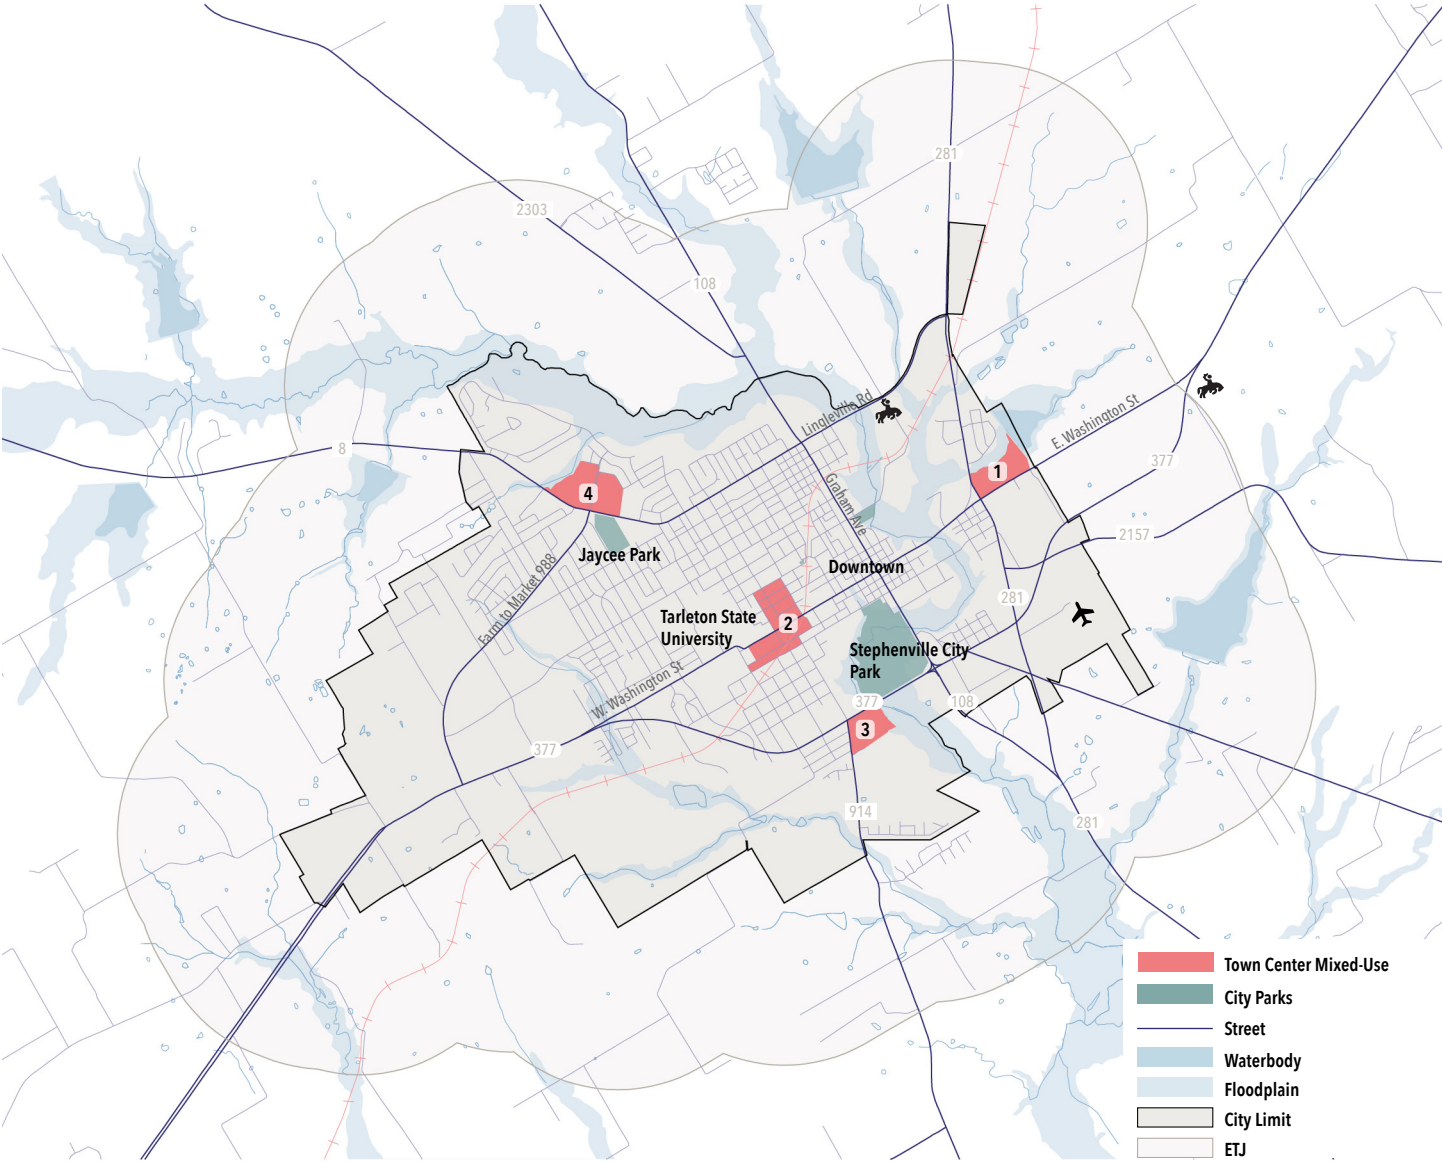 281
2303
108
Lingleville Rd
E. Washington St
8
377
1
4
Graham Ave
2157
Jaycee Park
Downtown
Farm to Market 988
281
Tarleton State
University
2
Stephenville City
Park
W. Washington St
377
108
3
377
914
281
Town Center Mixed-Use
City Parks
Street
Waterbody
Floodplain
City Limit
ETJ